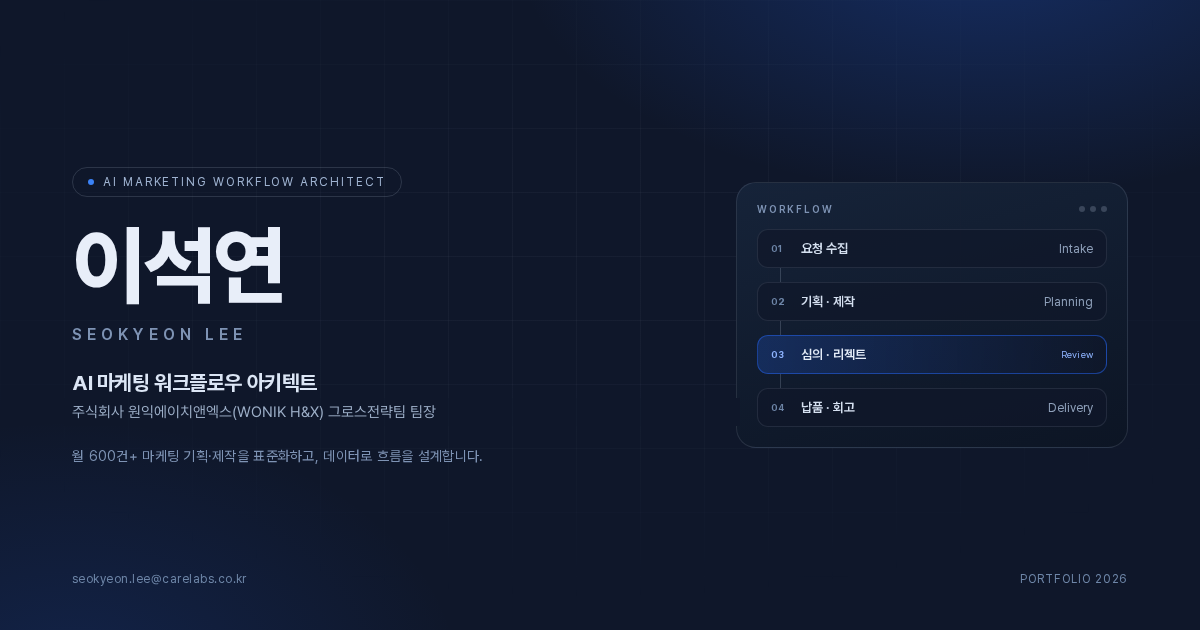 AI MARKETING WORKFLOW ARCHITECT
이석연
SEOKYEON LEE
AI 마케팅 워크플로우 아키텍트
주식회사 원익에이치앤엑스(WONIK H&X) 그로스전략팀 팀장
월 600건+ 마케팅 기획·제작을 표준화하고, 데이터로 흐름을 설계합니다.
WORKFLOW
01 요청 수집 Intake
02 기획 · 제작 Planning
03 심의 · 리젝트 Review
04 납품 · 회고 Delivery
seokyeon.lee@carelabs.co.kr
PORTFOLIO 2026